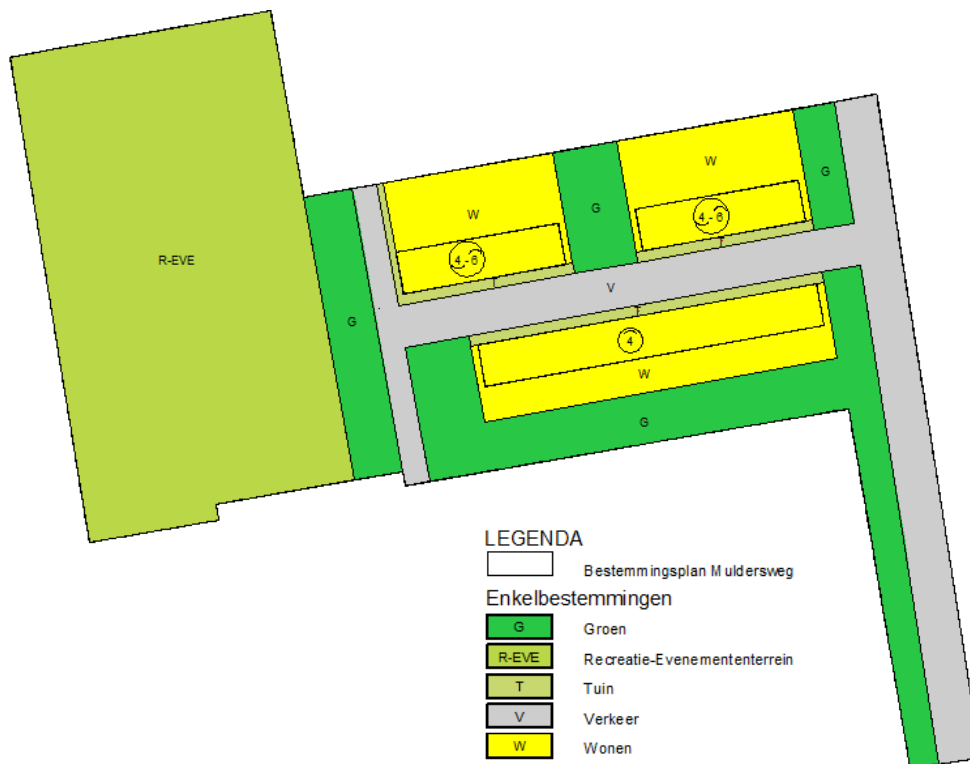 W
G
W
G
4.-6
4.-6
T
T
R-EVE
V
G
T
4
W
G
LEGENDA
Bestemmingsplan Muldersweg
Enkelbestemmingen
G Groen
R-EVE Recreatie-Evenemententerrein
T Tuin
V Verkeer
W Wonen